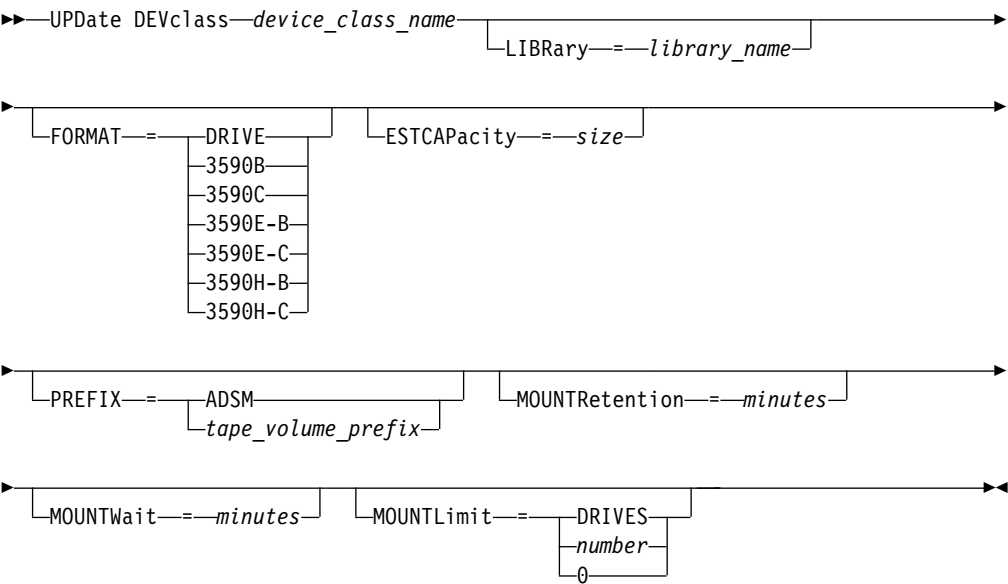 UPDate DEVclass device_class_name
LIBRary = library_name
FORMAT = DRIVE
3590B
3590C
3590E-B
3590E-C
3590H-B
3590H-C
ESTCAPacity = size
PREFIX = ADSM
tape_volume_prefix
MOUNTRetention = minutes
MOUNTWait = minutes
MOUNTLimit = DRIVES
number
0